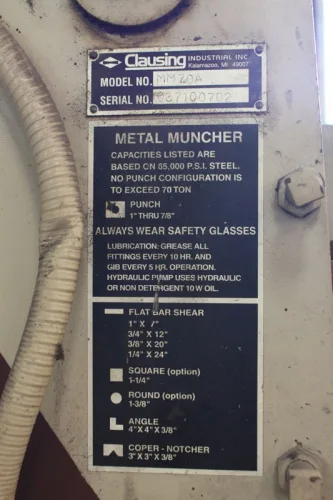 Clausing INDUSTRIAL INC.
Kalamazoo, MI 49007
MODEL NO. MM70A
SERIAL NO. 037100702
METAL MUNCHER
CAPACITIES LISTED ARE
BASED ON 65,000 P.S.I. STEEL.
NO PUNCH CONFIGURATION IS
TO EXCEED 70 TON
PUNCH
1" THRU 7/8"
ALWAYS WEAR SAFETY GLASSES
LUBRICATION: GREASE ALL
FITTINGS EVERY 10 HR. AND
GIB EVERY 5 HR. OPERATION.
HYDRAULIC PUMP USES HYDRAULIC
OR NON DETERGENT 10 W OIL.
FLAT BAR SHEAR
1" X 7"
3/4" X 12"
3/8" X 20"
1/4" X 24"
SQUARE (option)
1-1/4"
ROUND (option)
1-3/8"
ANGLE
4" X 4" X 3/8"
COPER - NOTCHER
3" X 3" X 3/8"